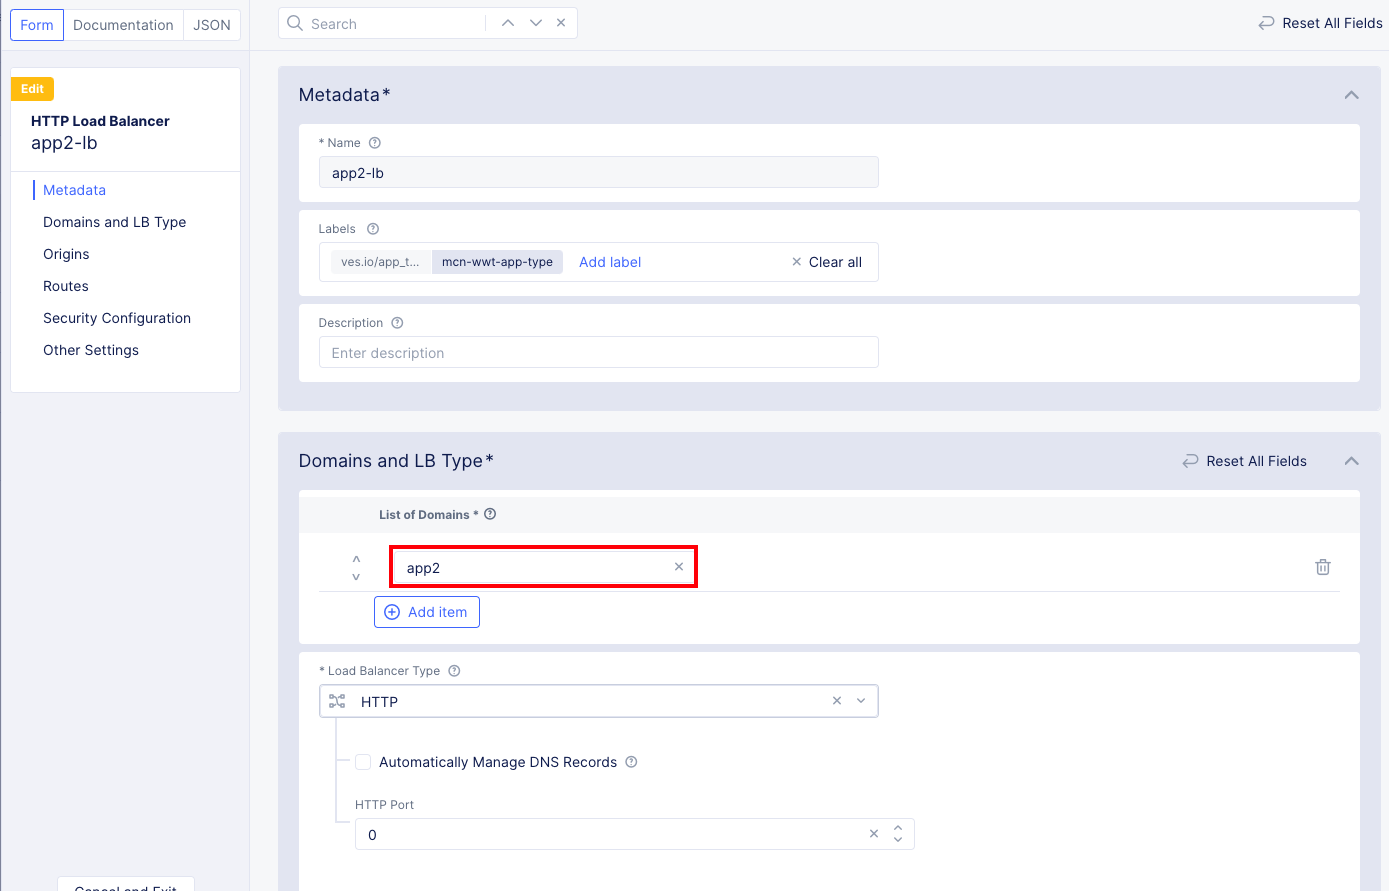 Form
Documentation
JSON
Search
Reset All Fields
Edit
HTTP Load Balancer
app2-lb
Metadata
Domains and LB Type
Origins
Routes
Security Configuration
Other Settings
Cancel and Exit
Metadata*
* Name
app2-lb
Labels
ves.io/app_t...
mcn-wwt-app-type
Add label
Clear all
Description
Enter description
Domains and LB Type*
Reset All Fields
List of Domains *
app2
Add item
* Load Balancer Type
HTTP
Automatically Manage DNS Records
HTTP Port
0